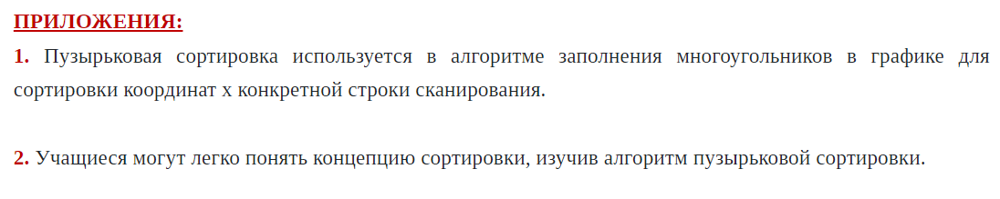 ПРИЛОЖЕНИЯ:
1. Пузырьковая сортировка используется в алгоритме заполнения многоугольников в графике для
сортировки координат x конкретной строки сканирования.
2. Учащиеся могут легко понять концепцию сортировки, изучив алгоритм пузырьковой сортировки.